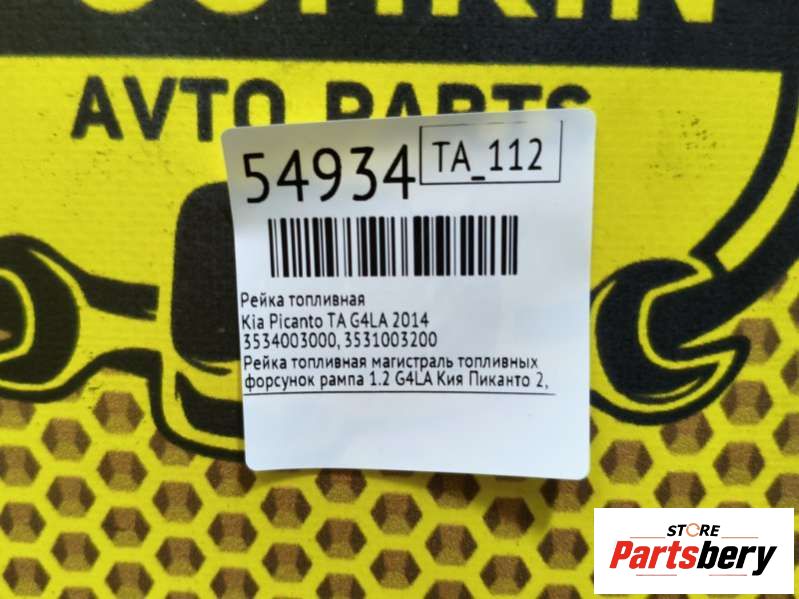 AVTO PARTS
54934 TA_112
Рейка топливная
Kia Picanto TA G4LA 2014
3534003000, 3531003200
Рейка топливная магистраль топливных
форсунок рампа 1.2 G4LA Кия Пиканто 2,
STORE
Partsbery